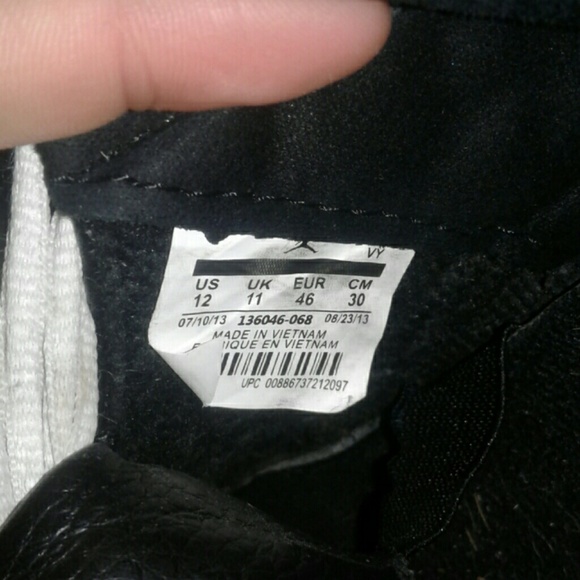 VY
US UK EUR CM
12 11 46 30
07/10/13 136046-068 08/23/13
MADE IN VIETNAM
IQUE EN VIETNAM
UPC 00886737212097